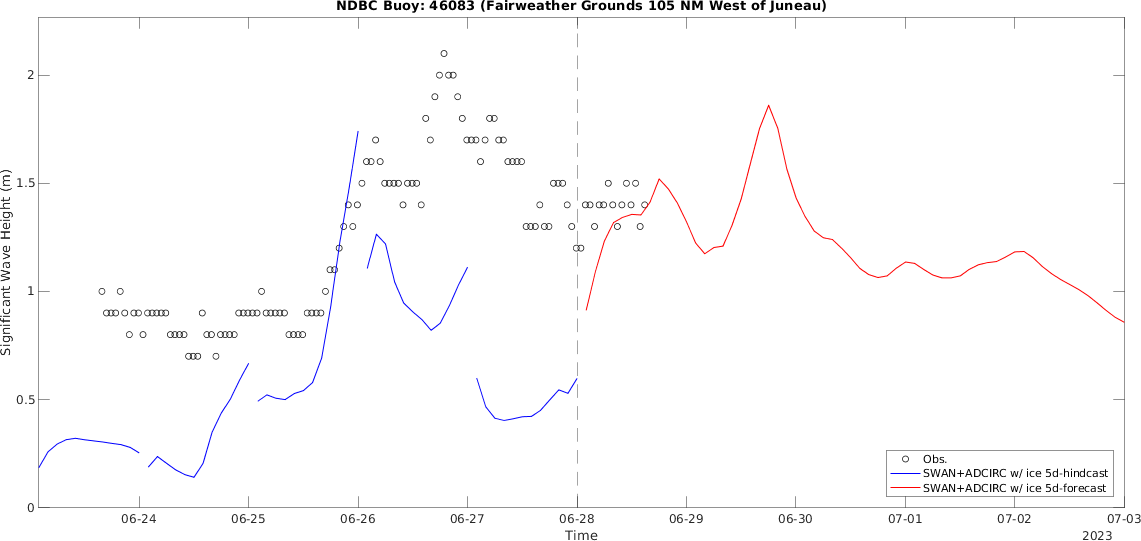 NDBC Buoy: 46083 (Fairweather Grounds 105 NM West of Juneau)
Significant Wave Height (m)
2
1.5
1
0.5
0
Obs.
SWAN+ADCIRC w/ ice 5d-hindcast
SWAN+ADCIRC w/ ice 5d-forecast
06-24 06-25 06-26 06-27 06-28 06-29 06-30 07-01 07-02 07-03
Time
2023